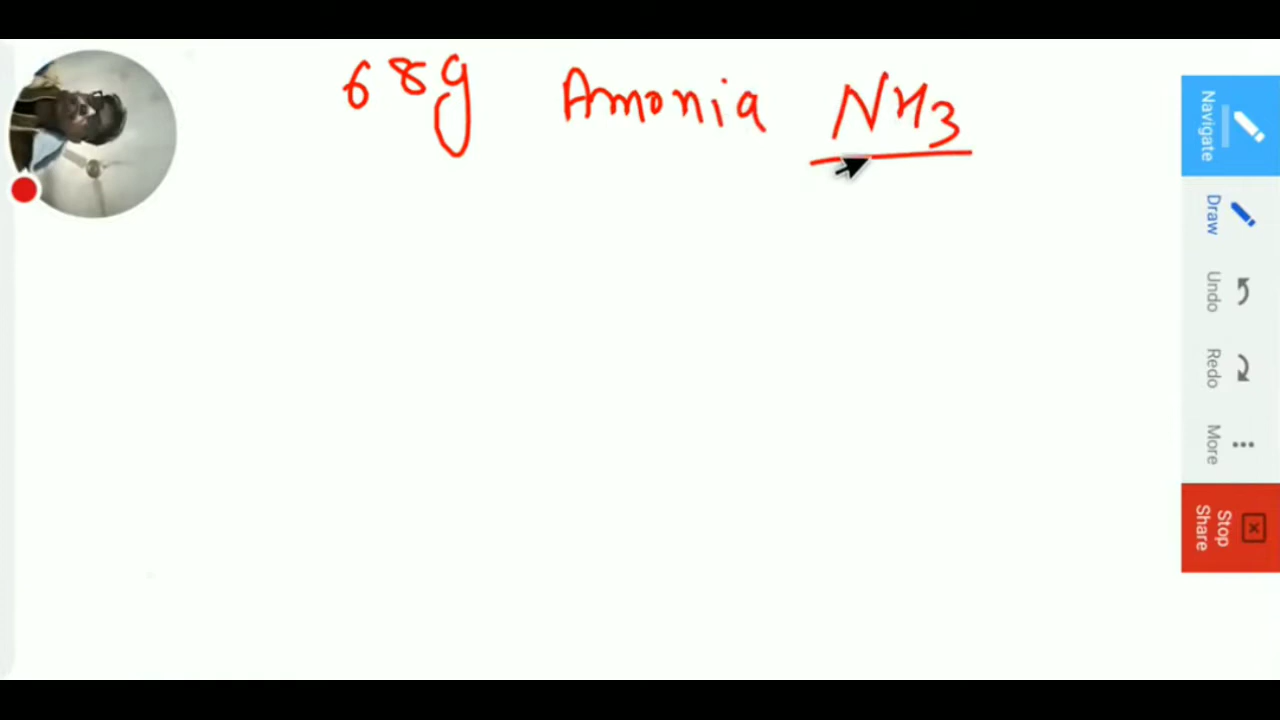 68g Amonia NH3
Navigate
Draw
Undo
Redo
More
Stop
Share